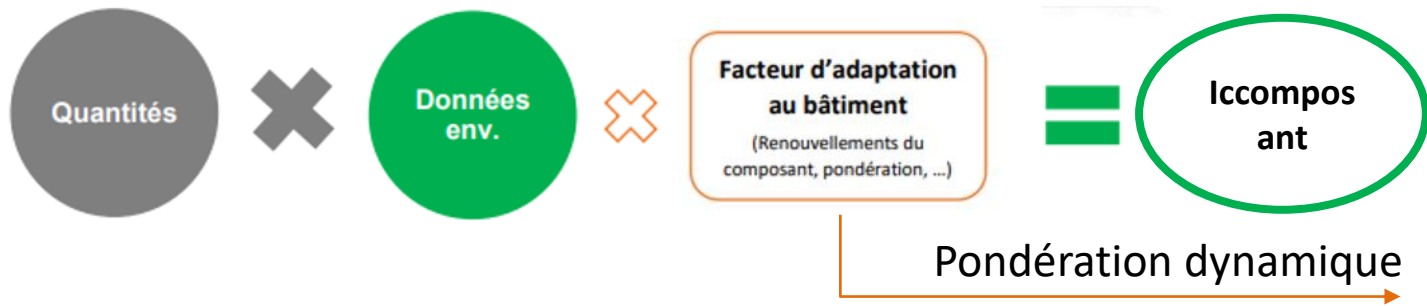 Quantités
Données
env.
Facteur d'adaptation
au bâtiment
(Renouvellements du
composant, pondération, ...)
Iccompos
ant
Pondération dynamique